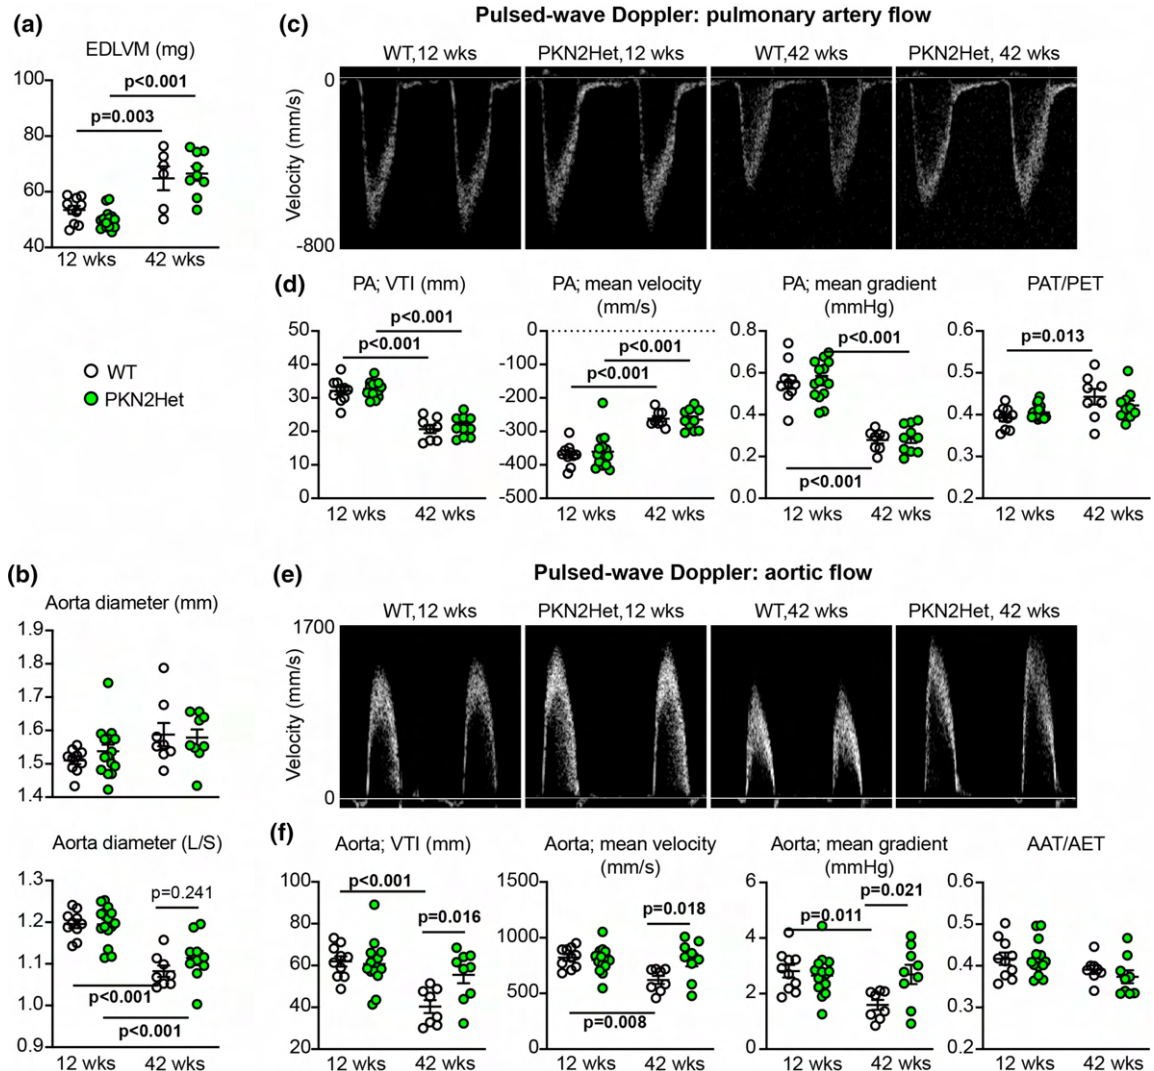 (a)
EDLVM (mg)
100
80
60
40
p<0.001
p=0.003
12 wks
42 wks
WT
PKN2Het
(b)
Aorta diameter (mm)
1.9
1.8
1.7
1.6
1.5
1.4
Aorta diameter (L/S)
1.3
1.2
1.1
1.0
0.9
p=0.241
p<0.001
p<0.001
12 wks
42 wks
(c)
Pulsed-wave Doppler: pulmonary artery flow
WT,12 wks
PKN2Het,12 wks
WT,42 wks
PKN2Het, 42 wks
Velocity (mm/s)
0
-800
(d)
PA; VTI (mm)
50
40
30
20
10
0
p<0.001
p<0.001
12 wks
42 wks
PA; mean velocity
(mm/s)
0
-100
-200
-300
-400
-500
p<0.001
p<0.001
12 wks
42 wks
PA; mean gradient
(mmHg)
0.8
0.6
0.4
0.2
0.0
p<0.001
p<0.001
12 wks
42 wks
PAT/PET
0.6
0.5
0.4
0.3
0.2
p=0.013
12 wks
42 wks
(e)
Pulsed-wave Doppler: aortic flow
WT,12 wks
PKN2Het,12 wks
WT,42 wks
PKN2Het, 42 wks
Velocity (mm/s)
1700
0
(f)
Aorta; VTI (mm)
100
80
60
40
20
p<0.001
p=0.016
12 wks
42 wks
Aorta; mean velocity
(mm/s)
1500
1000
500
0
p=0.018
p=0.008
12 wks
42 wks
Aorta; mean gradient
(mmHg)
6
4
2
0
p=0.021
p=0.011
12 wks
42 wks
AAT/AET
0.6
0.5
0.4
0.3
0.2
12 wks
42 wks